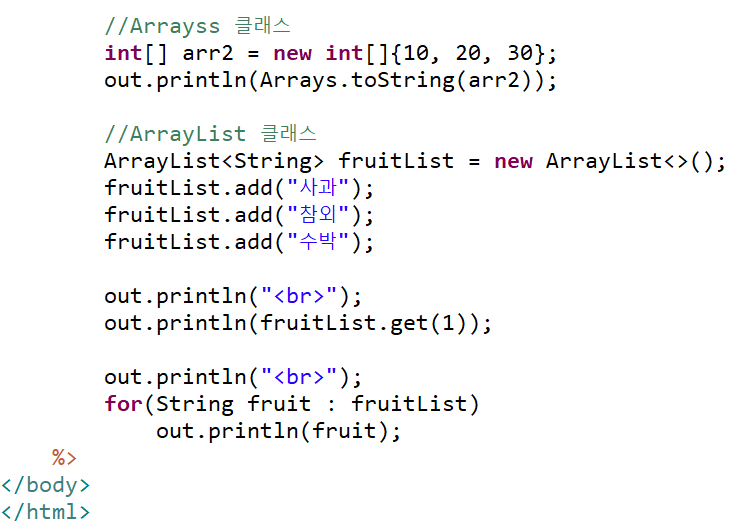 //Arrayss 클래스
int[] arr2 = new int[]{10, 20, 30};
out.println(Arrays.toString(arr2));
//ArrayList 클래스
ArrayList<String> fruitList = new ArrayList<>();
fruitList.add("사과");
fruitList.add("참외");
fruitList.add("수박");
out.println("<br>");
out.println(fruitList.get(1));
out.println("<br>");
for(String fruit : fruitList)
out.println(fruit);
%>
</body>
</html>